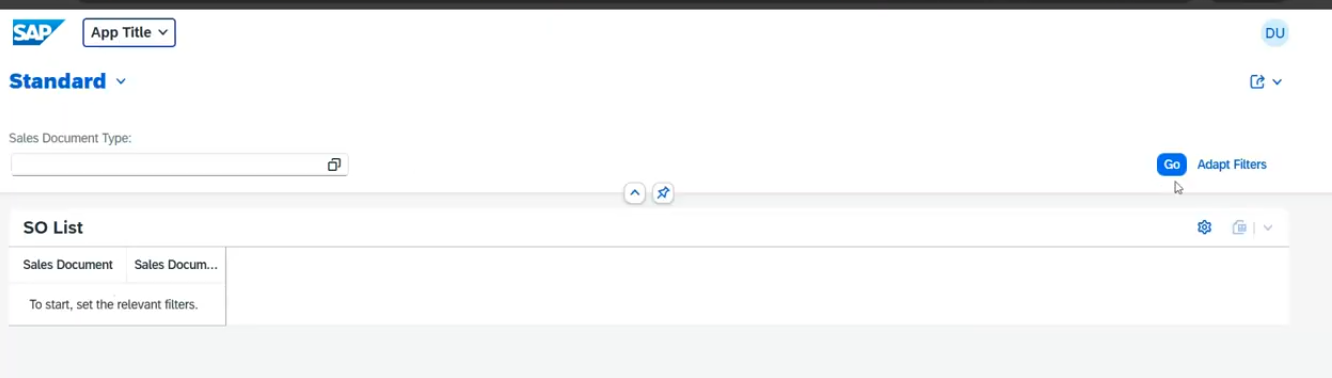 SAP App Title DU
Standard
Sales Document Type:
Go Adapt Filters
SO List
Sales Document Sales Docum...
To start, set the relevant filters.